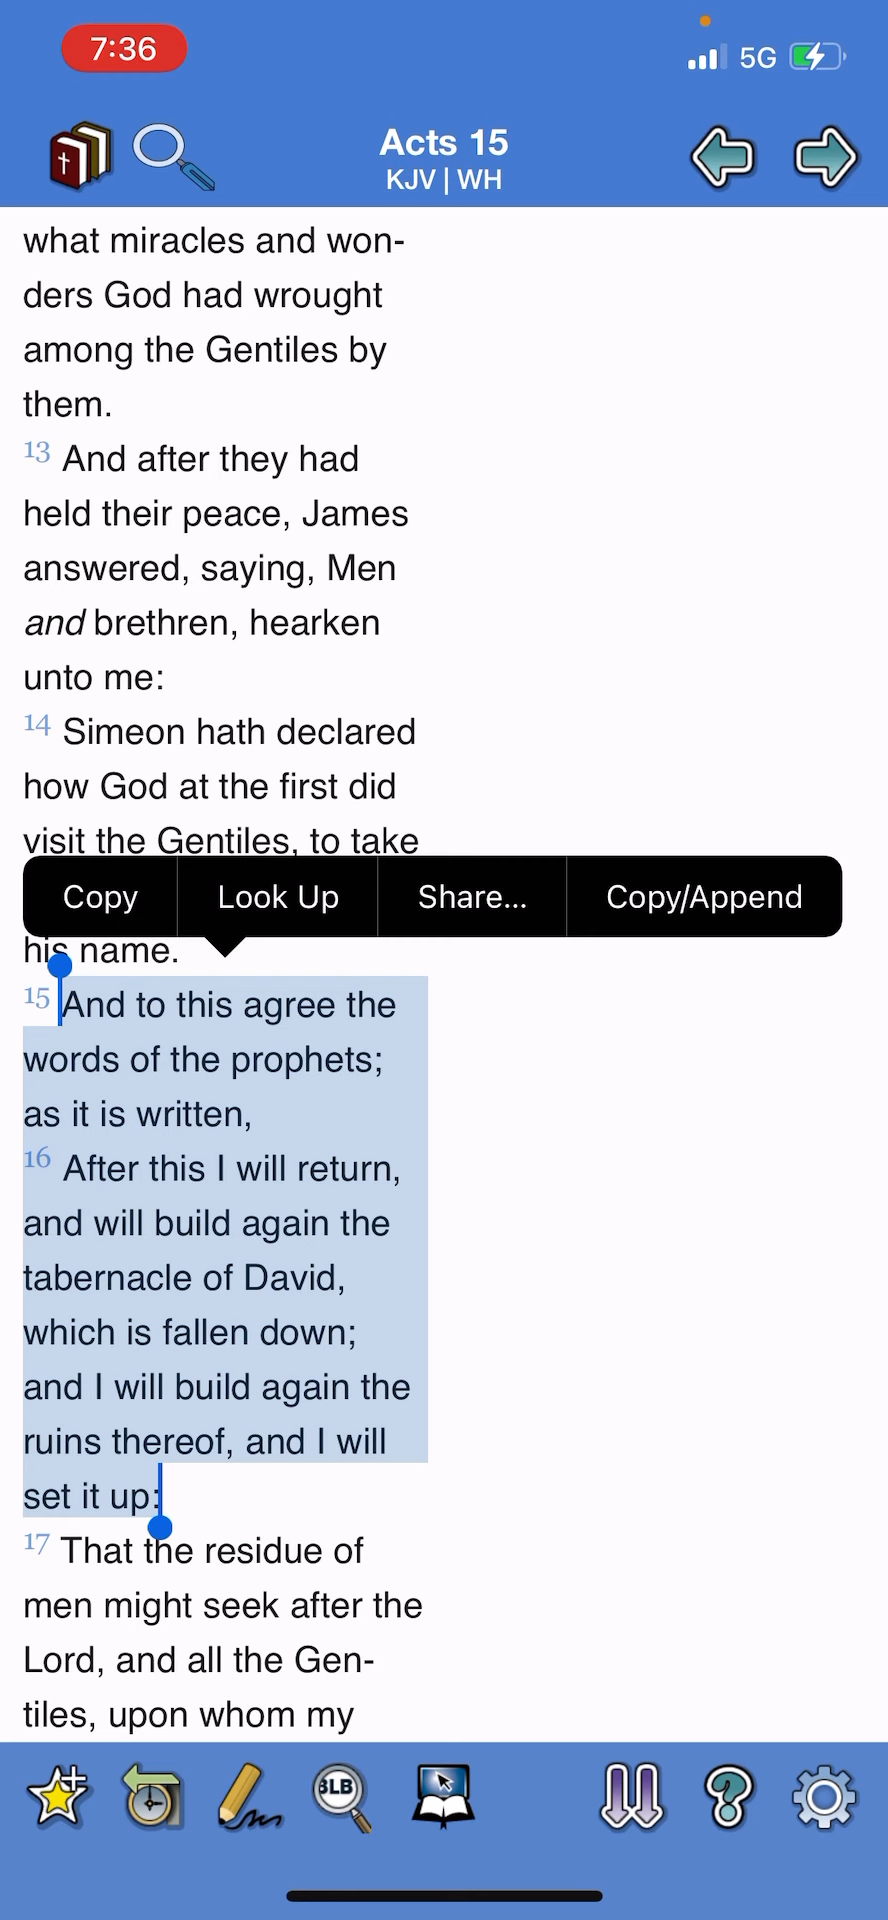 7:36
5G
Acts 15
KJV | WH
what miracles and won-
ders God had wrought
among the Gentiles by
them.
13 And after they had
held their peace, James
answered, saying, Men
and brethren, hearken
unto me:
14 Simeon hath declared
how God at the first did
visit the Gentiles, to take
Copy Look Up Share... Copy/Append
his name.
15 And to this agree the
words of the prophets;
as it is written,
16 After this I will return,
and will build again the
tabernacle of David,
which is fallen down;
and I will build again the
ruins thereof, and I will
set it up:
17 That the residue of
men might seek after the
Lord, and all the Gen-
tiles, upon whom my
BLB
?